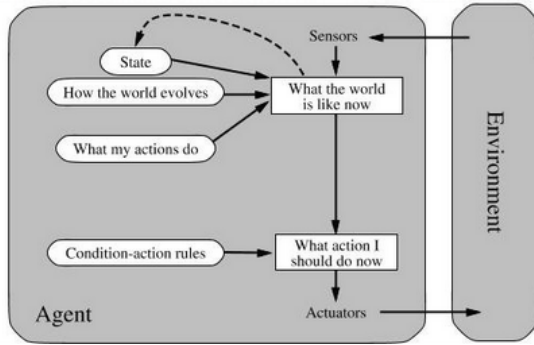 Sensors
State
How the world evolves
What the world
is like now
What my actions do
Condition-action rules
What action I
should do now
Agent
Actuators
Environment